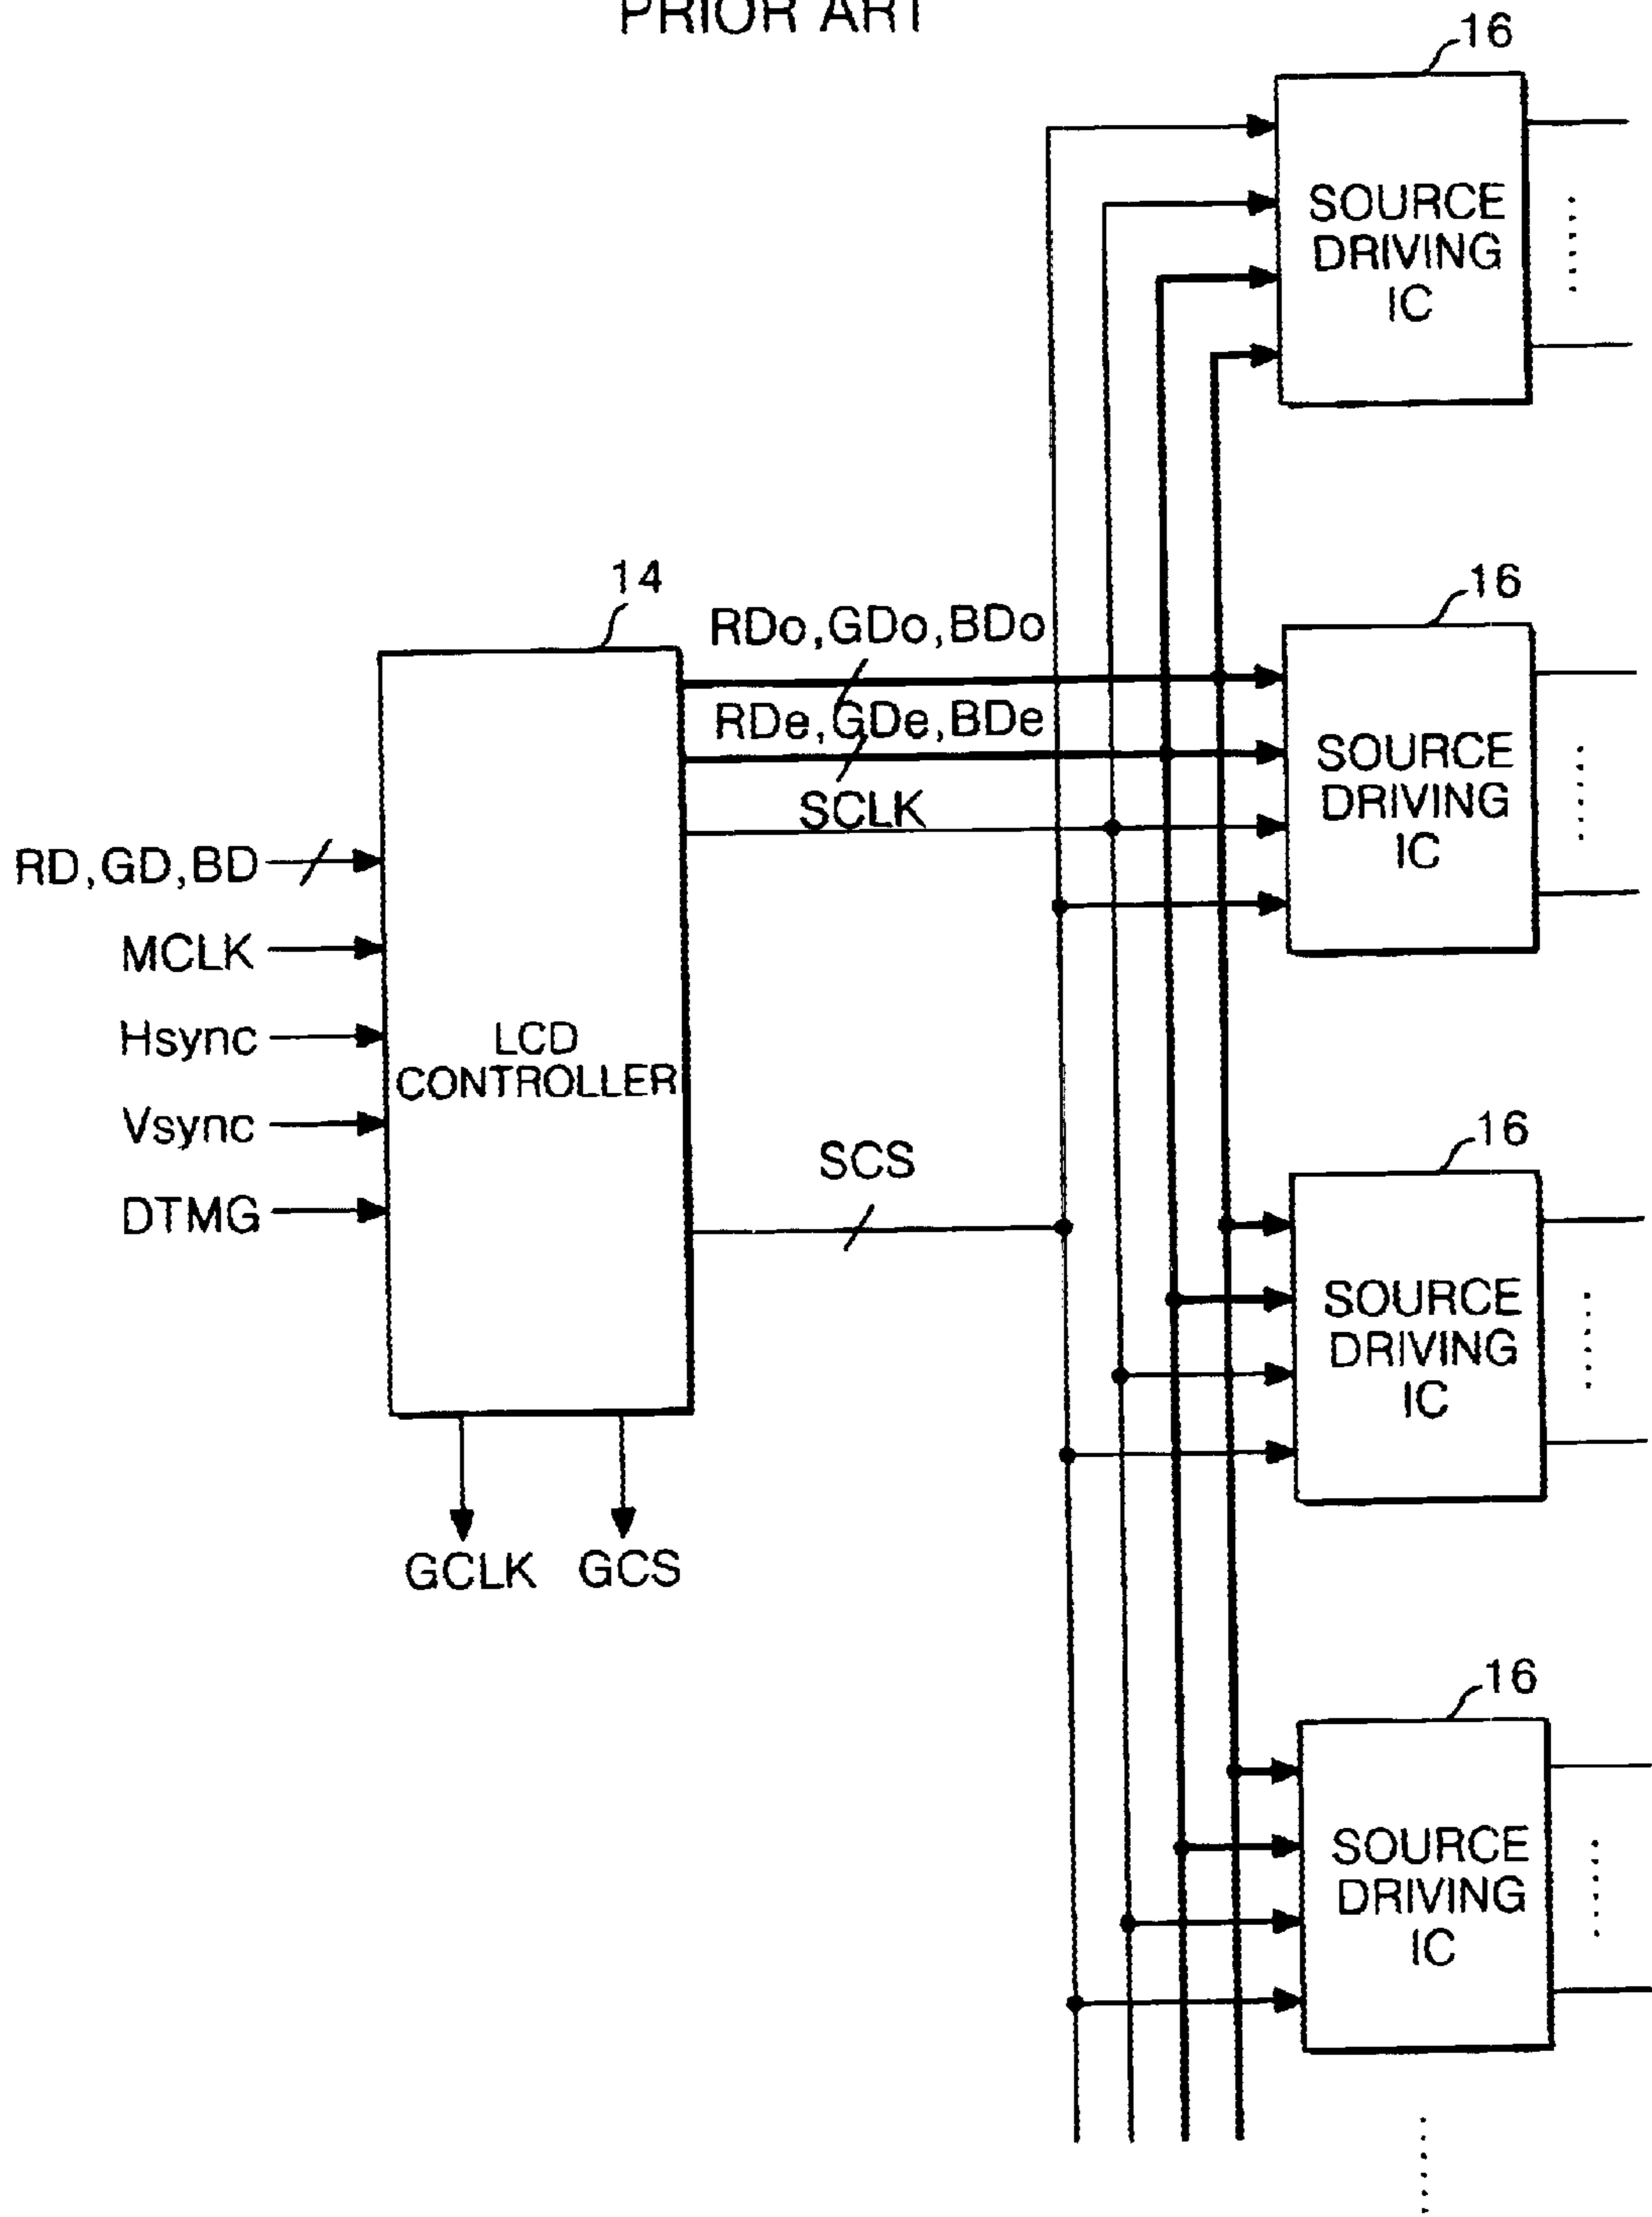 PRIOR ART
16
SOURCE
DRIVING
IC
14
RDo,GDo,BDo
16
RDe,GDe,BDe
SOURCE
DRIVING
IC
SCLK
RD,GD,BD
MCLK
Hsync
LCD
CONTROLLER
Vsync
SCS
16
DTMG
SOURCE
DRIVING
IC
GCLK GCS
16
SOURCE
DRIVING
IC